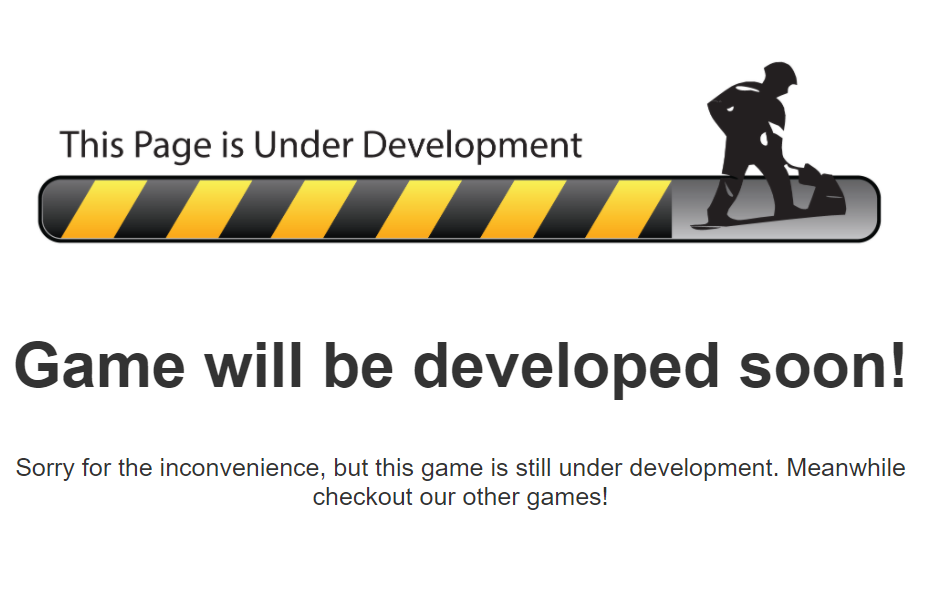 This Page is Under Development
Game will be developed soon!
Sorry for the inconvenience, but this game is still under development. Meanwhile
checkout our other games!